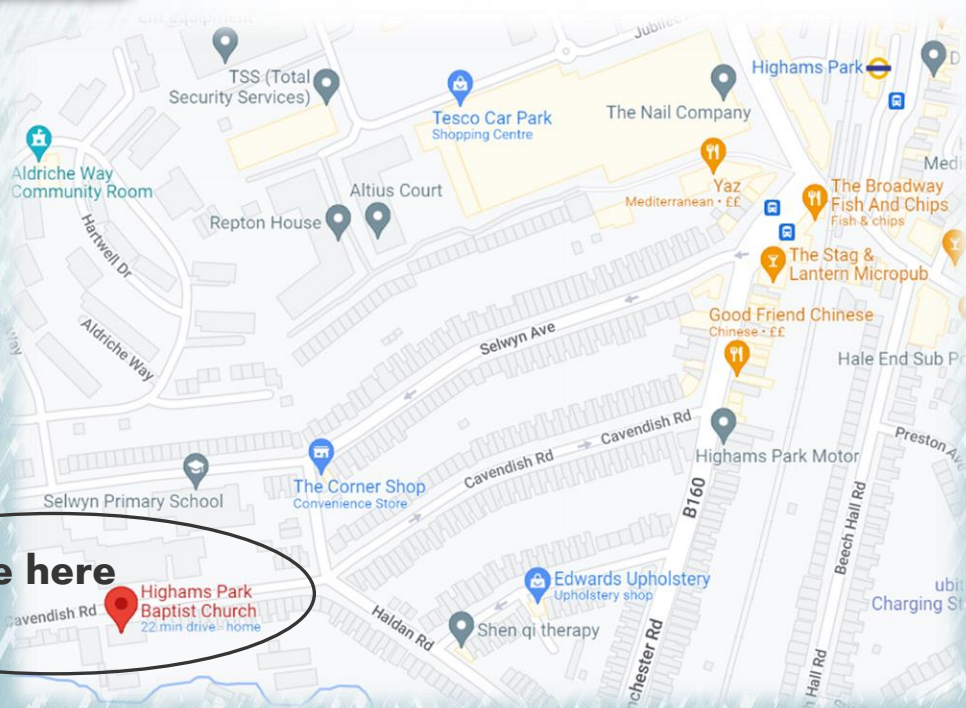 TSS (Total
Security Services)
Tesco Car Park
Shopping Centre
Higham​s Park
The Nail Company
Aldriche Way
Community Room
Altius Court
Repton House
Yaz
Mediterranean • ££
The Broadway
Fish And Chips
Fish & chips
Hartwell Dr
The Stag &
Lantern Micropub
Good Friend Chinese
Chinese • ££
Selwyn Ave
Aldriche Way
Hale End Sub
Cavendish Rd
Cavendish Rd
Preston
Highams Park Motor
Selwyn Primary School
The Corner Shop
Convenience Store
B160
Beech Hall Rd
here
Highams Park
Baptist Church
22 min drive - home
Cavendish Rd
Haldan Rd
Edwards Upholstery
Upholstery shop
Charging
Shen qi therapy
chester Rd
Hall Rd